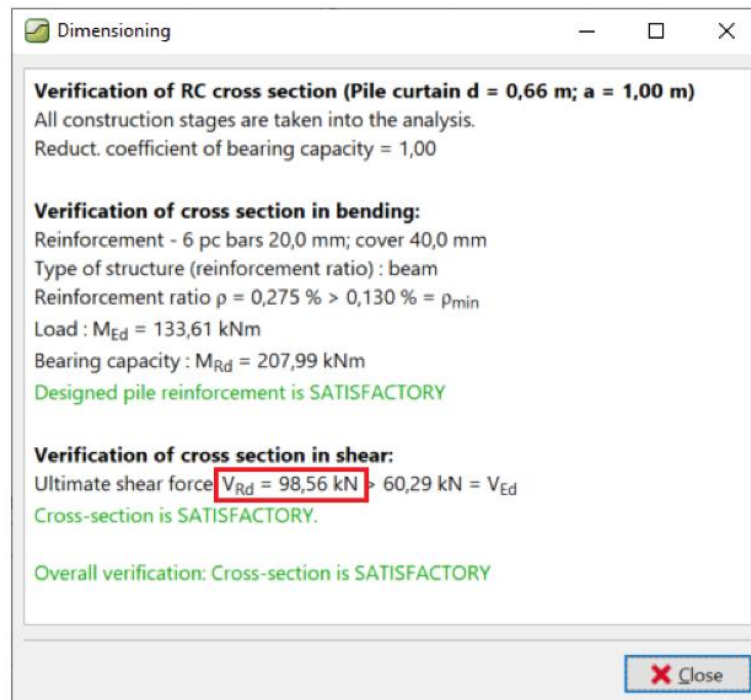 Dimensioning
Verification of RC cross section (Pile curtain d = 0,66 m; a = 1,00 m)
All construction stages are taken into the analysis.
Reduct. coefficient of bearing capacity = 1,00
Verification of cross section in bending:
Reinforcement - 6 pc bars 20,0 mm; cover 40,0 mm
Type of structure (reinforcement ratio) : beam
Reinforcement ratio ρ = 0,275 % > 0,130 % = ρmin
Load : MEd = 133,61 kNm
Bearing capacity : MRd = 207,99 kNm
Designed pile reinforcement is SATISFACTORY
Verification of cross section in shear:
Ultimate shear force VRd = 98,56 kN > 60,29 kN = VEd
Cross-section is SATISFACTORY.
Overall verification: Cross-section is SATISFACTORY
Close